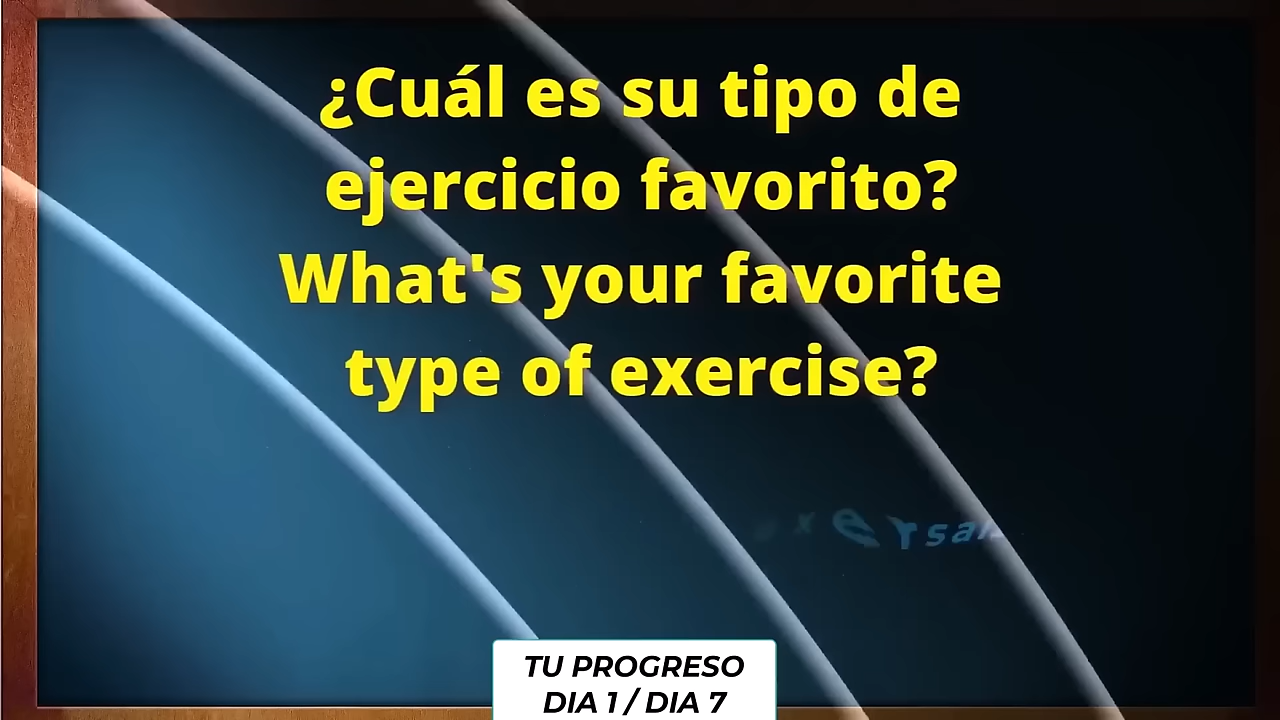 ¿Cuál es su tipo de
ejercicio favorito?
What's your favorite
type of exercise?
TU PROGRESO
DIA 1 / DIA 7